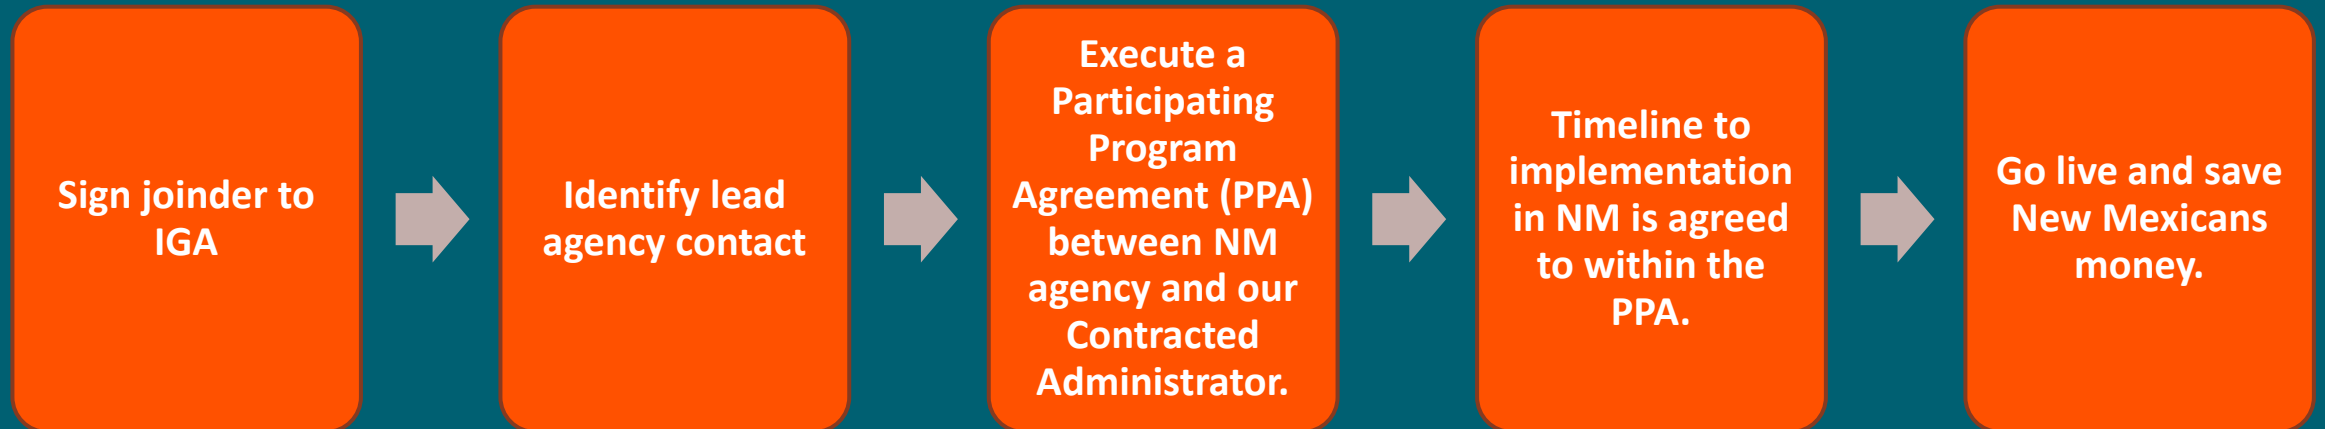 Sign joinder to
IGA
Identify lead
agency contact
Execute a
Participating
Program
Agreement (PPA)
between NM
agency and our
Contracted
Administrator.
Timeline to
implementation
in NM is agreed
to within the
PPA.
Go live and save
New Mexicans
money.